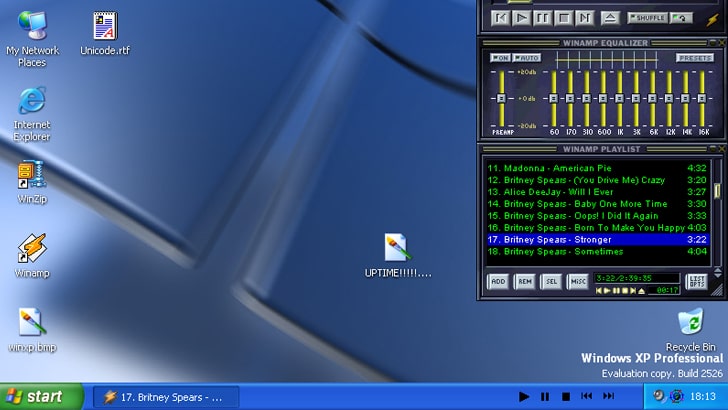 My Network
Places
Unicode.rtf
Internet
Explorer
WinZip
Winamp
winxp.bmp
UPTIME!!!!!....
SHUFFLE
WINAMP EQUALIZER
ON AUTO PRESETS
+20db
+0db
-20db
PREAMP 60 170 310 600 1K 3K 6K 12K 14K 16K
WINAMP PLAYLIST
11. Madonna - American Pie 4:32
12. Britney Spears - (You Drive Me) Crazy 3:20
13. Alice DeeJay - Will I Ever 3:27
14. Britney Spears - Baby One More Time 3:30
15. Britney Spears - Oops! I Did It Again 3:33
16. Britney Spears - Born To Make You Happy 4:03
17. Britney Spears - Stronger 3:22
18. Britney Spears - Sometimes 4:04
ADD REM SEL MISC 3:22/2:39:35 LIST
OPTS
00:17
Recycle Bin
Windows XP Professional
Evaluation copy. Build 2526
start 17. Britney Spears - ... 18:13